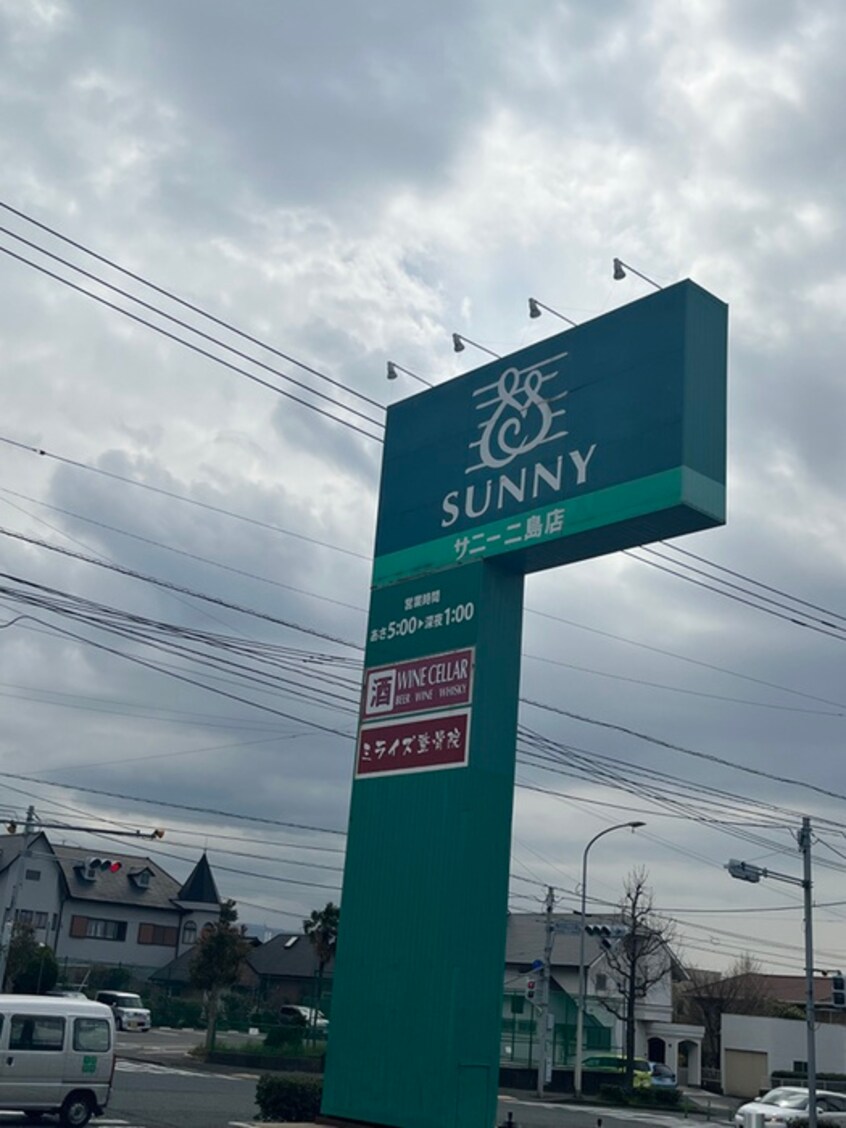 SUNNY
サニー二島店
営業時間
あさ5:00▶深夜1:00
酒 WINE CELLAR
BEER WINE WHISKY
ミライズ整骨院